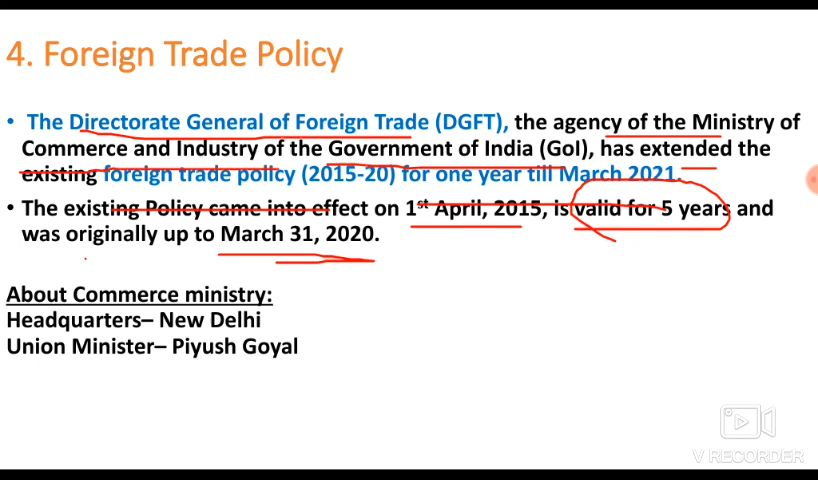 4. Foreign Trade Policy
• The Directorate General of Foreign Trade (DGFT), the agency of the Ministry of
Commerce and Industry of the Government of India (GoI), has extended the
existing foreign trade policy (2015-20) for one year till March 2021.
• The existing Policy came into effect on 1st April, 2015, is valid for 5 years and
was originally up to March 31, 2020.
About Commerce ministry:
Headquarters– New Delhi
Union Minister– Piyush Goyal
V RECORDER